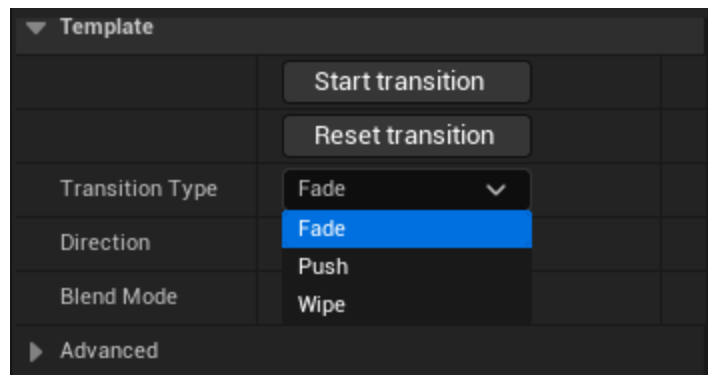 Template
Start transition
Reset transition
Transition Type Fade
Fade
Direction
Push
Blend Mode
Wipe
Advanced